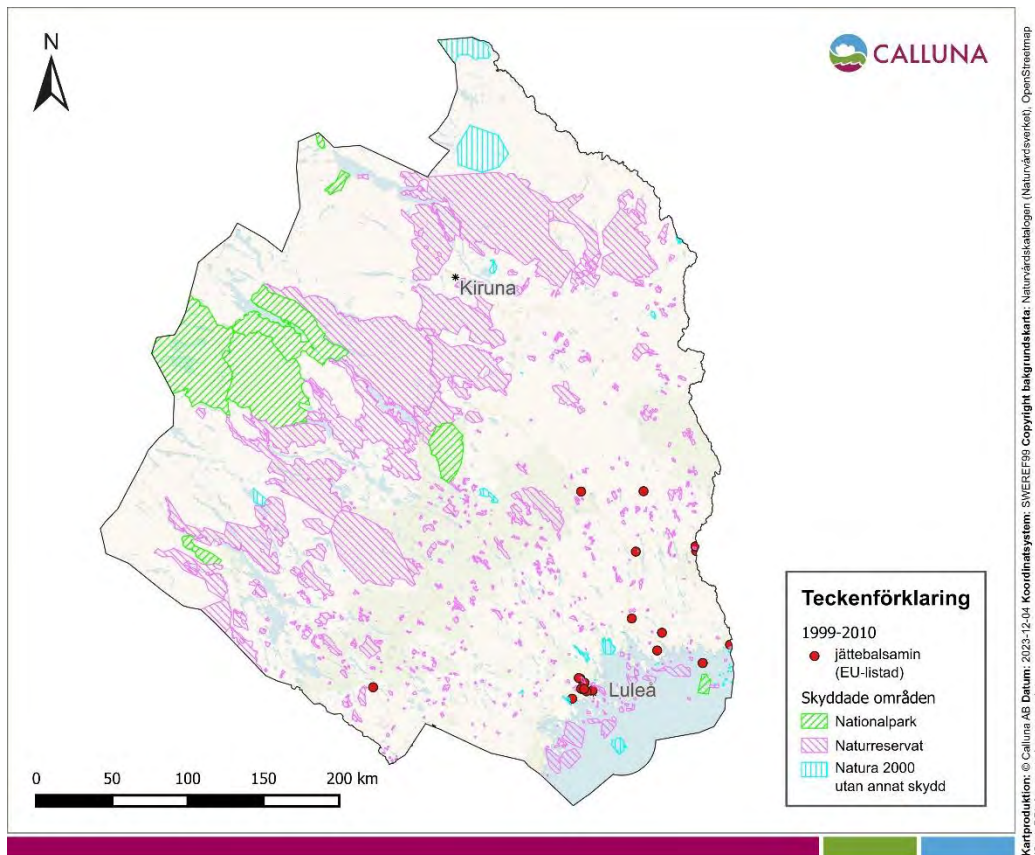 N
CALLUNA
Kiruna
Luleå
Teckenförklaring
1999-2010
jättebalsamin
(EU-listad)
Skyddade områden
Nationalpark
Naturreservat
Natura 2000
utan annat skydd
0 50 100 150 200 km
Kartproduktion: © Calluna AB Datum: 2023-12-04 Koordinatsystem: SWEREF99 Copyright bakgrundskarta: Naturvårdskatalogen (Naturvårdsverket), OpenStreetmap